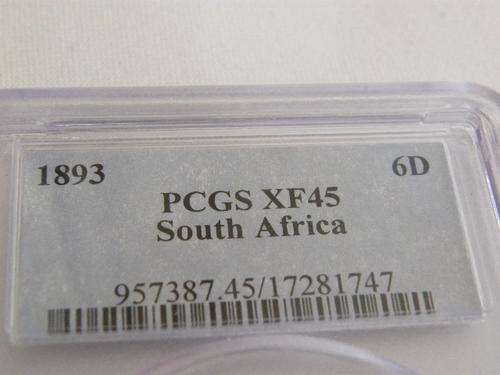 1893 6D
PCGS XF45
South Africa
957387.45/17281747